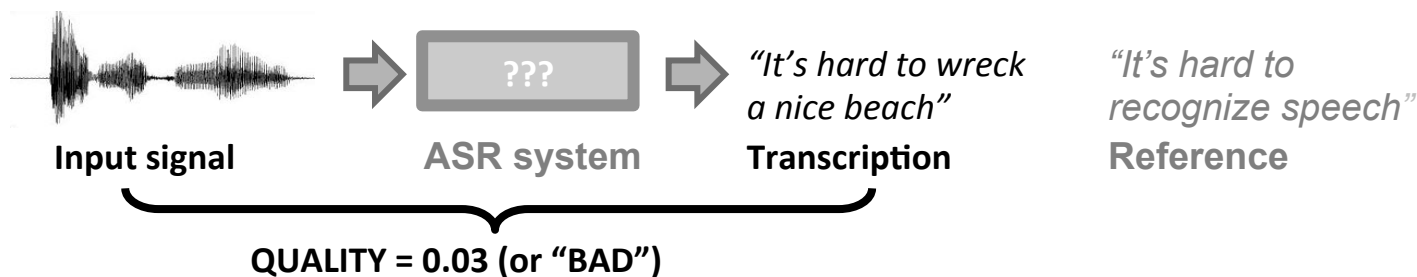 ???
“It’s hard to wreck
a nice beach”
“It’s hard to
recognize speech”
Input signal
ASR system
Transcription
Reference
QUALITY = 0.03 (or “BAD”)